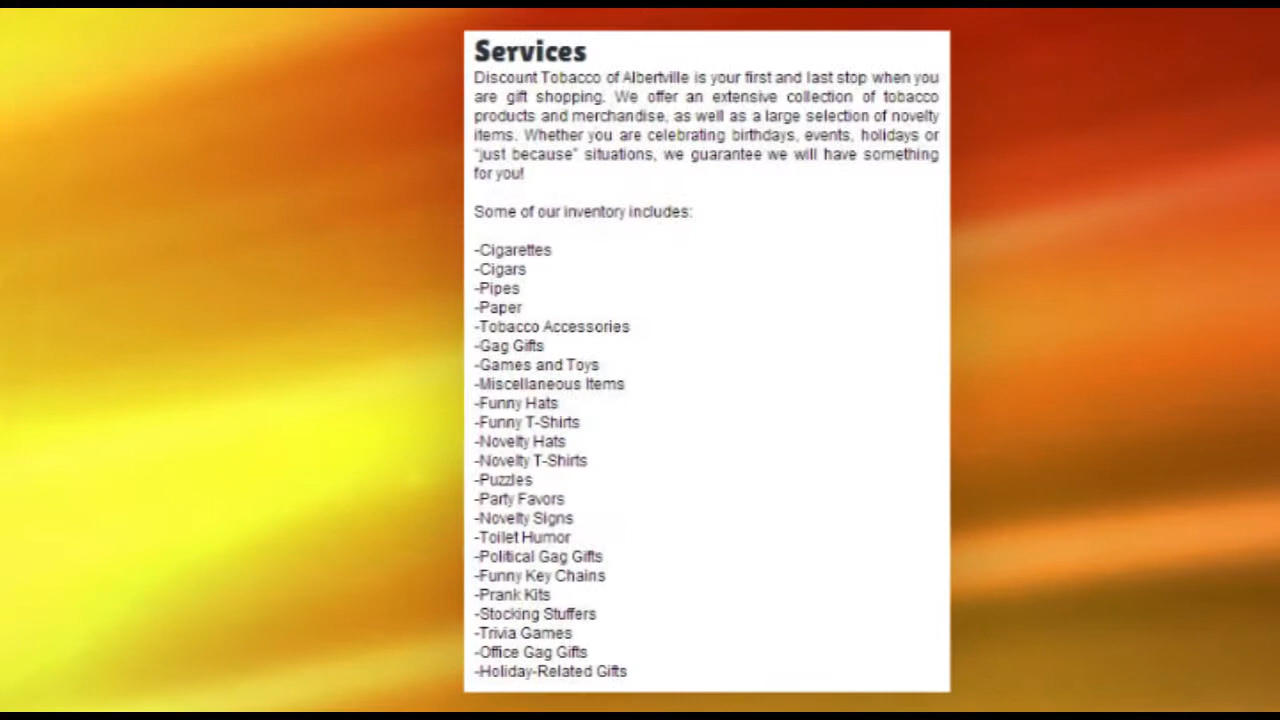 Services
Discount Tobacco of Albertville is your first and last stop when you
are gift shopping. We offer an extensive collection of tobacco
products and merchandise, as well as a large selection of novelty
items. Whether you are celebrating birthdays, events, holidays or
"just because" situations, we guarantee we will have something
for you!
Some of our inventory includes:
-Cigarettes
-Cigars
-Pipes
-Paper
-Tobacco Accessories
-Gag Gifts
-Games and Toys
-Miscellaneous Items
-Funny Hats
-Funny T-Shirts
-Novelty Hats
-Novelty T-Shirts
-Puzzles
-Party Favors
-Novelty Signs
-Toilet Humor
-Political Gag Gifts
-Funny Key Chains
-Prank Kits
-Stocking Stuffers
-Trivia Games
-Office Gag Gifts
-Holiday-Related Gifts